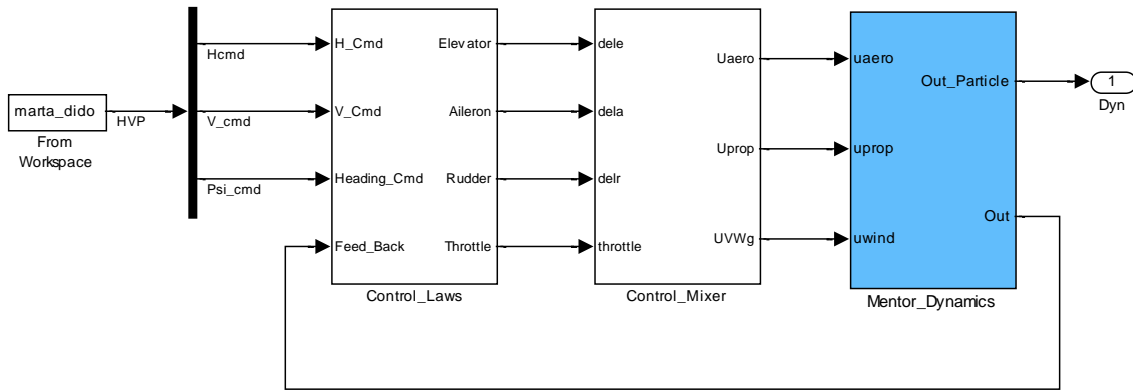 marta_dido
From
Workspace
HVP
Hcmd
V_cmd
Psi_cmd
H_Cmd
V_Cmd
Heading_Cmd
Feed_Back
Elevator
Aileron
Rudder
Throttle
Control_Laws
dele
dela
delr
throttle
Uaero
Uprop
UVWg
Control_Mixer
uaero
uprop
uwind
Out_Particle
Out
Mentor_Dynamics
1
Dyn